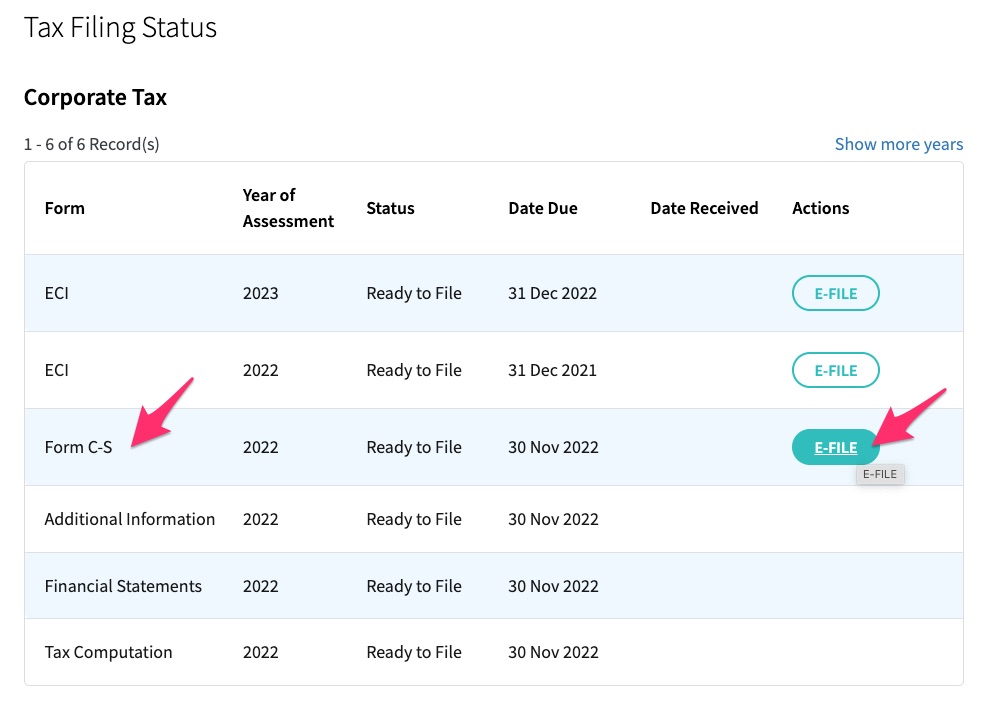 Tax Filing Status
Corporate Tax
1 - 6 of 6 Record(s) Show more years
Form Year of Assessment Status Date Due Date Received Actions
ECI 2023 Ready to File 31 Dec 2022 E-FILE
ECI 2022 Ready to File 31 Dec 2021 E-FILE
Form C-S 2022 Ready to File 30 Nov 2022 E-FILE
E-FILE
Additional Information 2022 Ready to File 30 Nov 2022
Financial Statements 2022 Ready to File 30 Nov 2022
Tax Computation 2022 Ready to File 30 Nov 2022